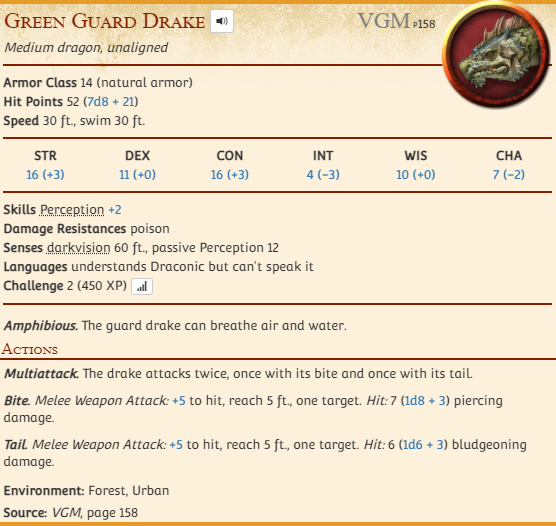 Green Guard Drake
VGM p158
Medium dragon, unaligned
Armor Class 14 (natural armor)
Hit Points 52 (7d8 + 21)
Speed 30 ft., swim 30 ft.
STR DEX CON INT WIS CHA
16 (+3) 11 (+0) 16 (+3) 4 (−3) 10 (+0) 7 (−2)
Skills Perception +2
Damage Resistances poison
Senses darkvision 60 ft., passive Perception 12
Languages understands Draconic but can't speak it
Challenge 2 (450 XP)
Amphibious. The guard drake can breathe air and water.
Actions
Multiattack. The drake attacks twice, once with its bite and once with its tail.
Bite. Melee Weapon Attack: +5 to hit, reach 5 ft., one target. Hit: 7 (1d8 + 3) piercing
damage.
Tail. Melee Weapon Attack: +5 to hit, reach 5 ft., one target. Hit: 6 (1d6 + 3) bludgeoning
damage.
Environment: Forest, Urban
Source: VGM, page 158